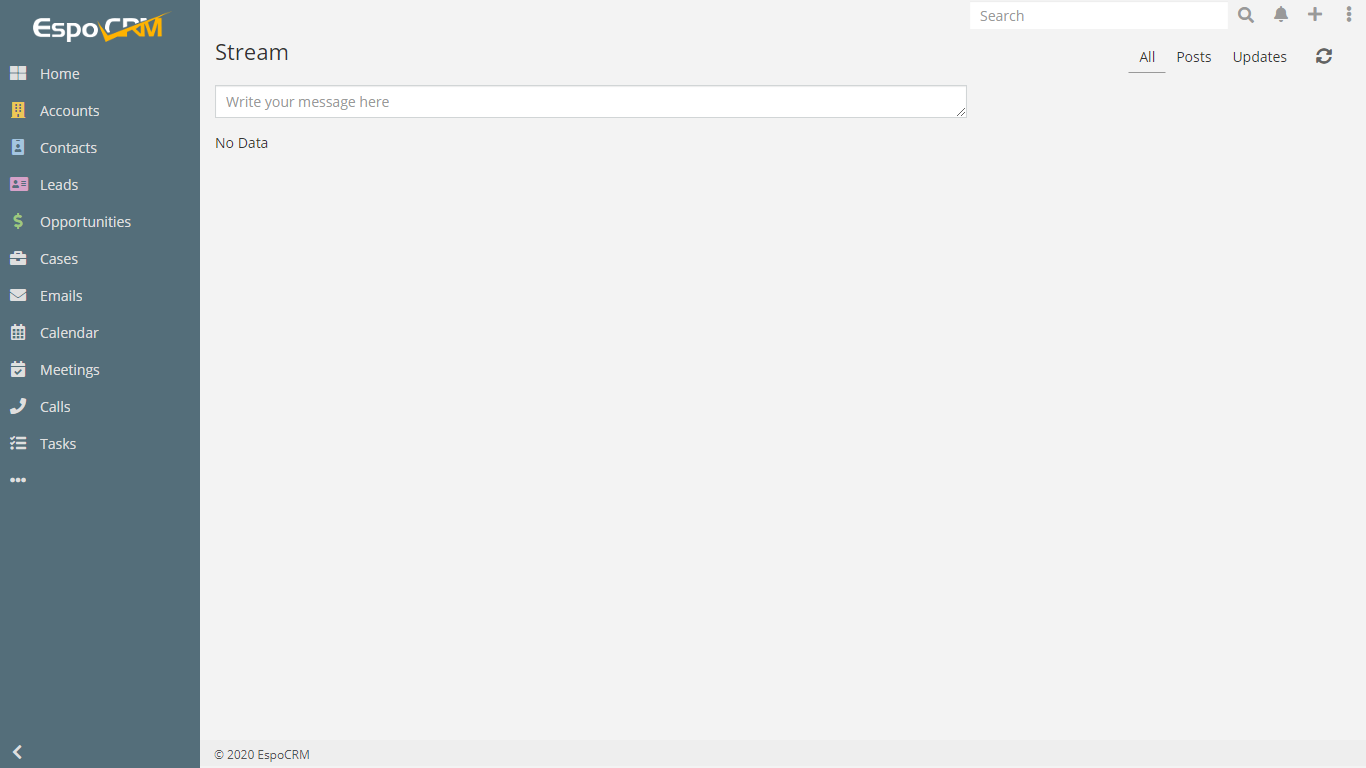 EspoCRM
Search
Stream
All
Posts
Updates
Home
Accounts
Contacts
Leads
Opportunities
Cases
Emails
Calendar
Meetings
Calls
Tasks
Write your message here
No Data
© 2020 EspoCRM